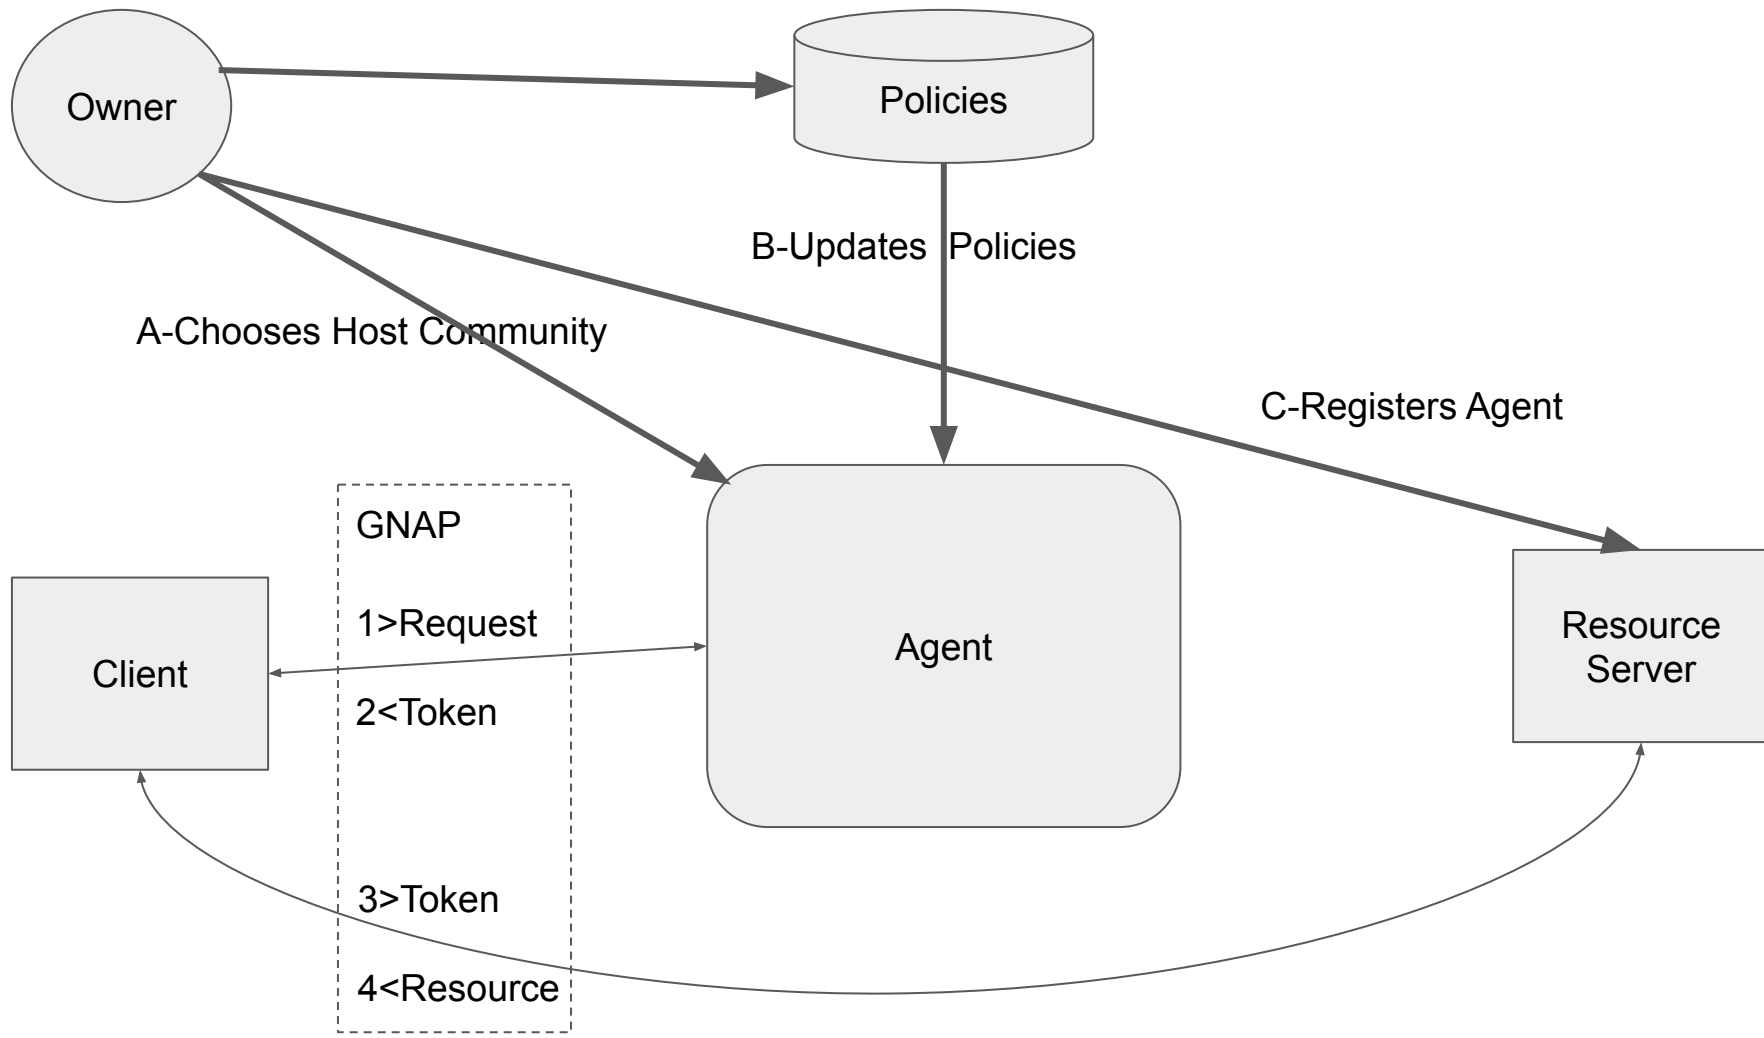 Owner
Policies
B-Updates Policies
A-Chooses Host Community
C-Registers Agent
GNAP
1>Request
Client
Agent
Resource
Server
2<Token
3>Token
4<Resource